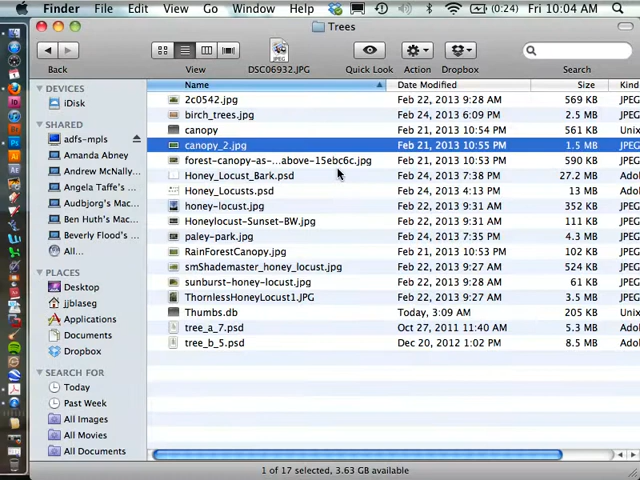 Finder File Edit View Go Window Help (0:24) Fri 10:04 AM
Trees
Back View DSC06932.JPG Quick Look Action Dropbox Search
Name Date Modified Size
DEVICES
iDisk
SHARED
adfs-mpls
Amanda Abney
Andrew McNally...
Angela Taffe's...
Audbjorg's Mac...
Ben Huth's Mac...
Beverly Flood's...
All...
PLACES
Desktop
jjblaseg
Applications
Documents
Dropbox
SEARCH FOR
Today
Past Week
All Images
All Movies
All Documents
2c0542.jpg Feb 22, 2013 9:28 AM 569 KB JPEG
birch_trees.jpg Feb 24, 2013 6:09 PM 2.5 MB JPEG
canopy Feb 21, 2013 10:54 PM 561 KB Unix
canopy_2.jpg Feb 21, 2013 10:55 PM 1.5 MB JPEG
forest-canopy-as-...above-15ebc6c.jpg Feb 21, 2013 10:53 PM 590 KB JPEG
Honey_Locust_Bark.psd Feb 24, 2013 7:38 PM 27.2 MB Ado
Honey_Locusts.psd Feb 24, 2013 4:13 PM 13 MB Ado
honey-locust.jpg Feb 22, 2013 9:31 AM 352 KB JPEG
Honeylocust-Sunset-BW.jpg Feb 22, 2013 9:31 AM 111 KB JPEG
paley-park.jpg Feb 24, 2013 7:35 PM 4.3 MB JPEG
RainForestCanopy.jpg Feb 21, 2013 10:53 PM 102 KB JPEG
smShademaster_honey_locust.jpg Feb 22, 2013 9:27 AM 524 KB JPEG
sunburst-honey-locust.jpg Feb 22, 2013 9:28 AM 61 KB JPEG
ThornlessHoneyLocust1.JPG Feb 22, 2013 9:27 AM 3.5 MB JPEG
Thumbs.db Today, 3:09 AM 205 KB Unix
tree_a_7.psd Oct 27, 2011 11:40 AM 5.3 MB Ado
tree_b_5.psd Dec 20, 2012 1:02 PM 8.5 MB Ado
1 of 17 selected, 3.63 GB available